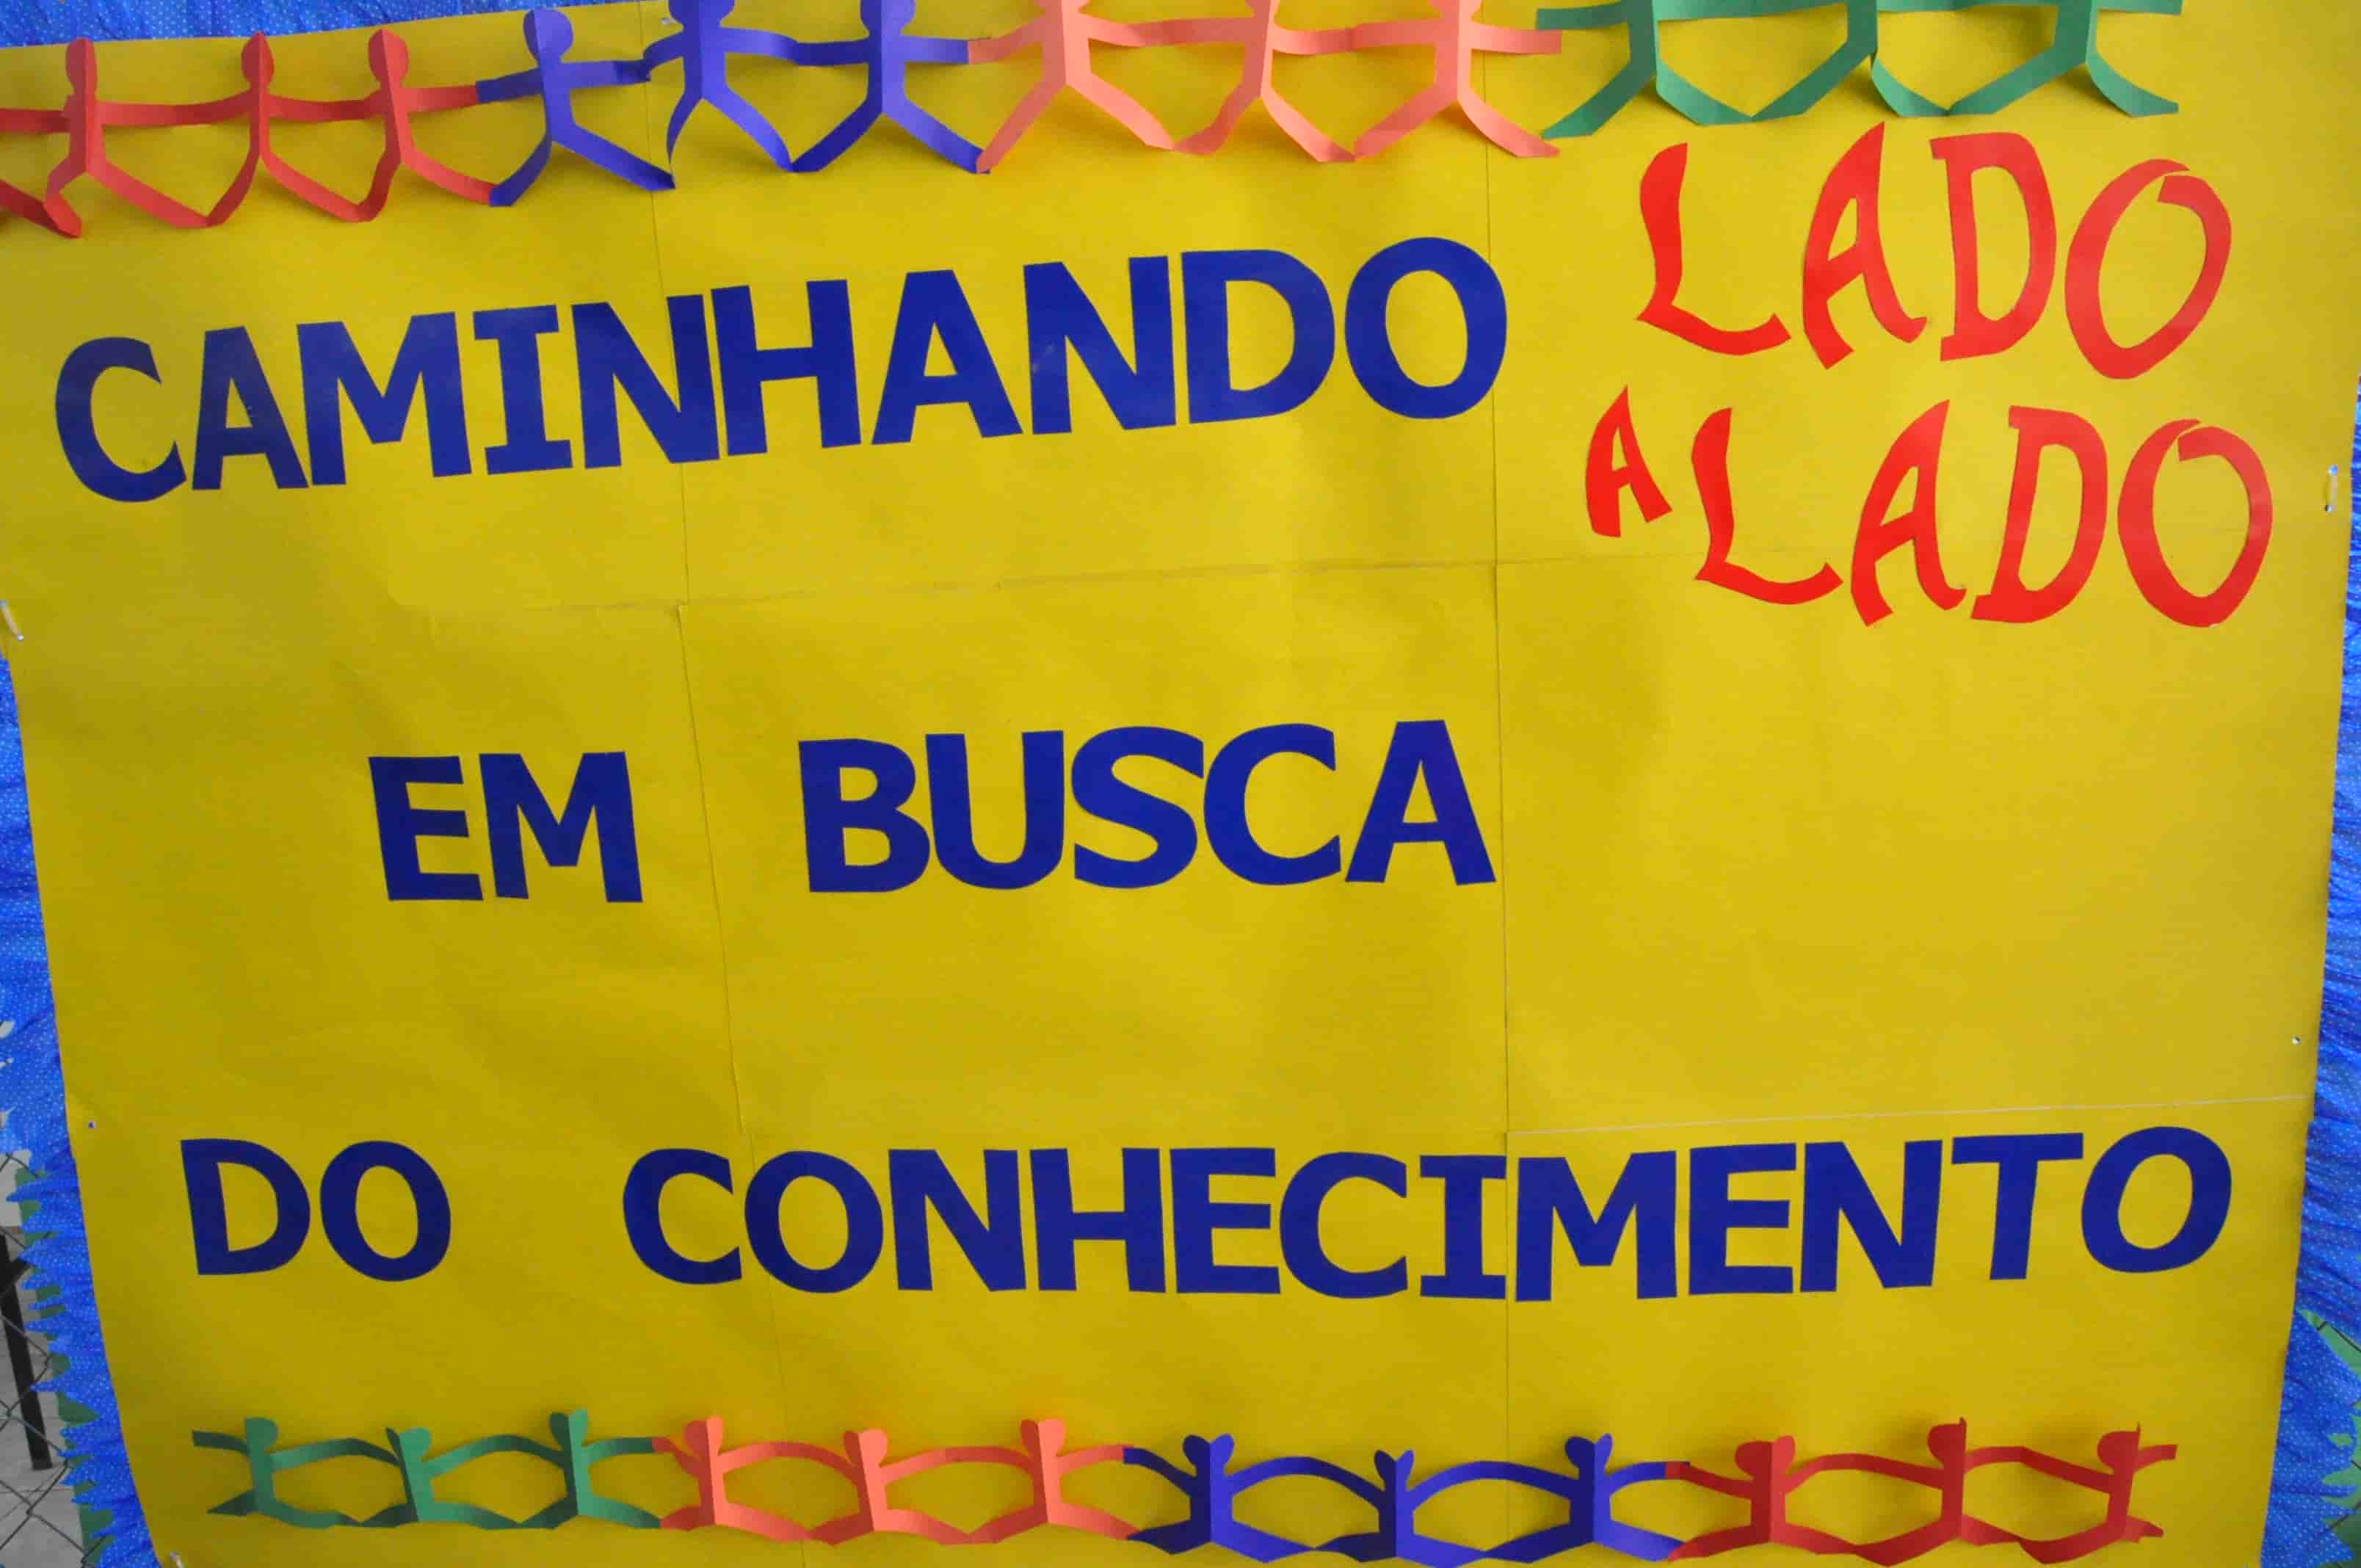 CAMINHANDO LADO
A LADO
EM BUSCA
DO CONHECIMENTO